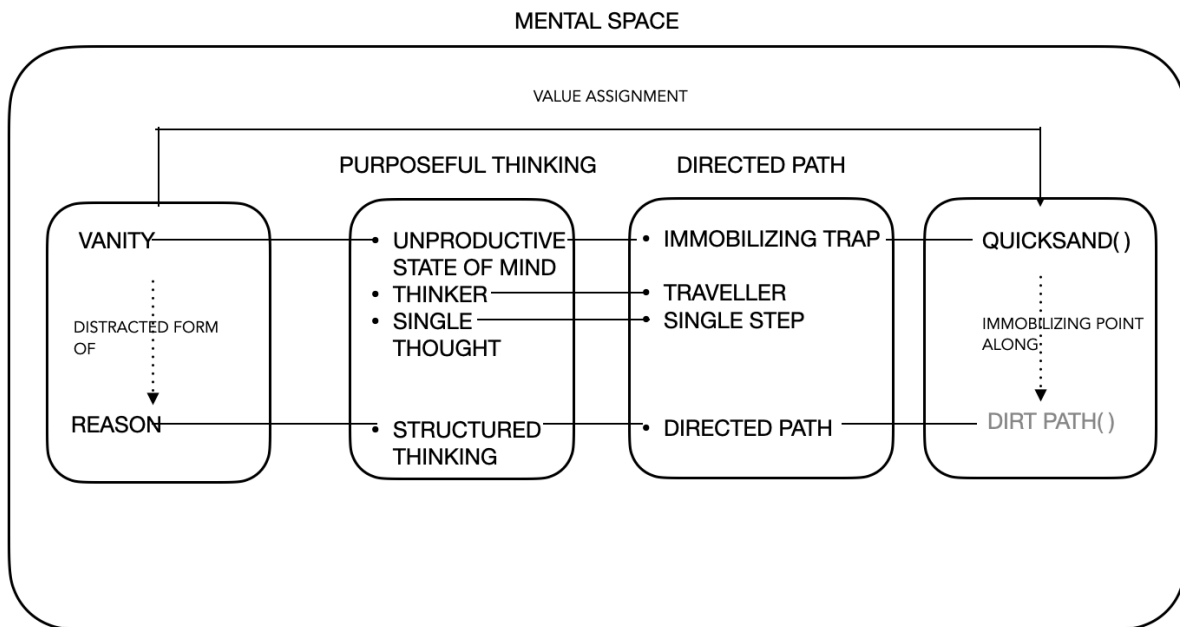 MENTAL SPACE
VALUE ASSIGNMENT
PURPOSEFUL THINKING
DIRECTED PATH
VANITY
• UNPRODUCTIVE
STATE OF MIND
• IMMOBILIZING TRAP
QUICKSAND( )
• THINKER
• TRAVELLER
• SINGLE
THOUGHT
• SINGLE STEP
DISTRACTED FORM
OF
IMMOBILIZING POINT
ALONG
REASON
• STRUCTURED
THINKING
• DIRECTED PATH
DIRT PATH( )